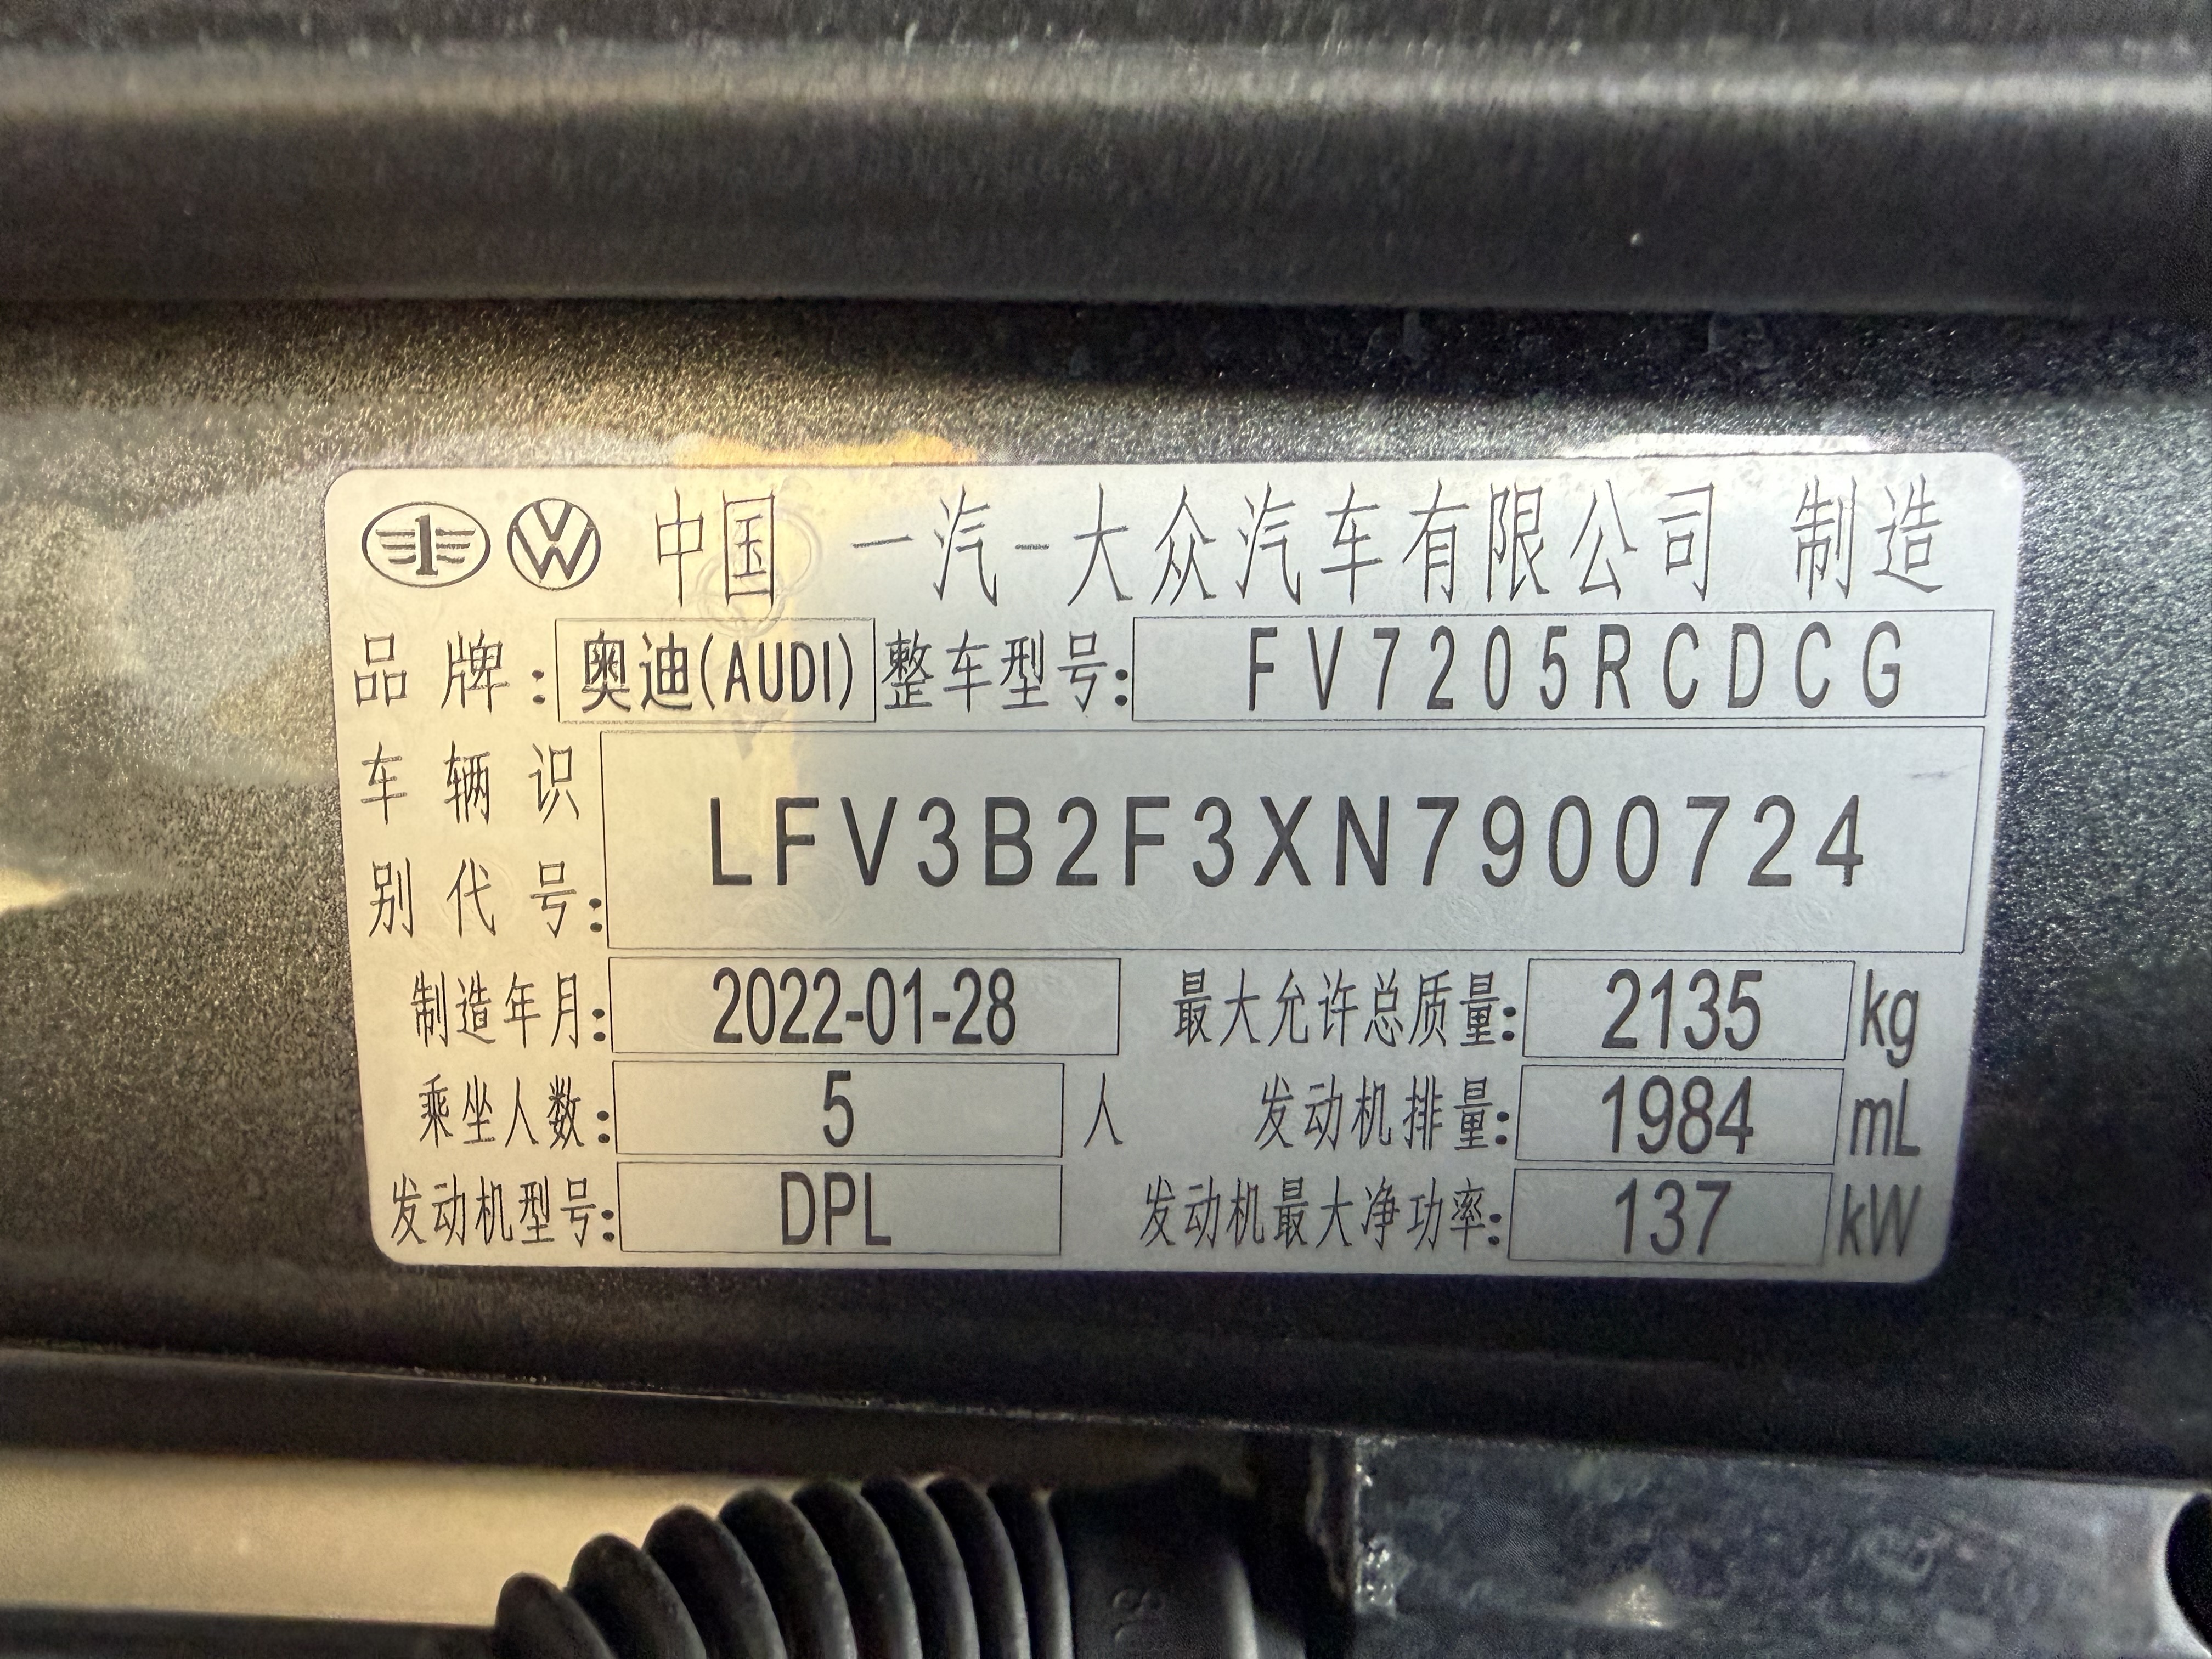 中国 一汽-大众汽车有限公司 制造
品牌: 奥迪(AUDI) 整车型号: FV7205RCDCG
车辆识别代号: LFV3B2F3XN7900724
制造年月: 2022-01-28 最大允许总质量: 2135 kg
乘坐人数: 5 人 发动机排量: 1984 mL
发动机型号: DPL 发动机最大净功率: 137 kW